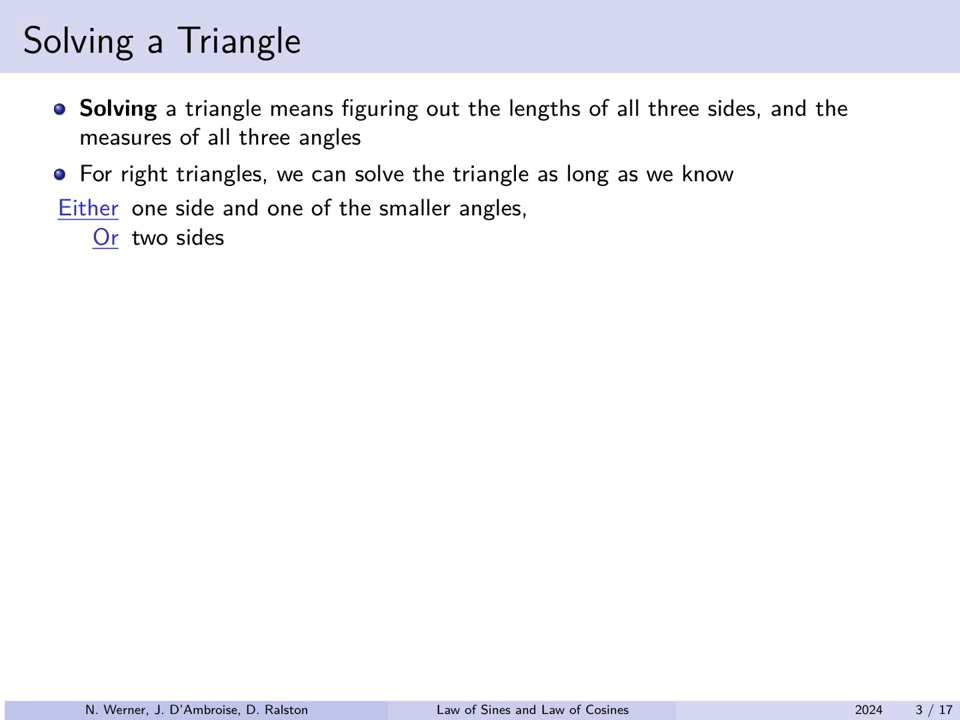 Solving a Triangle
Solving a triangle means figuring out the lengths of all three sides, and the
measures of all three angles
For right triangles, we can solve the triangle as long as we know
Either one side and one of the smaller angles,
Or two sides
N. Werner, J. D'Ambroise, D. Ralston Law of Sines and Law of Cosines 2024 3 / 17